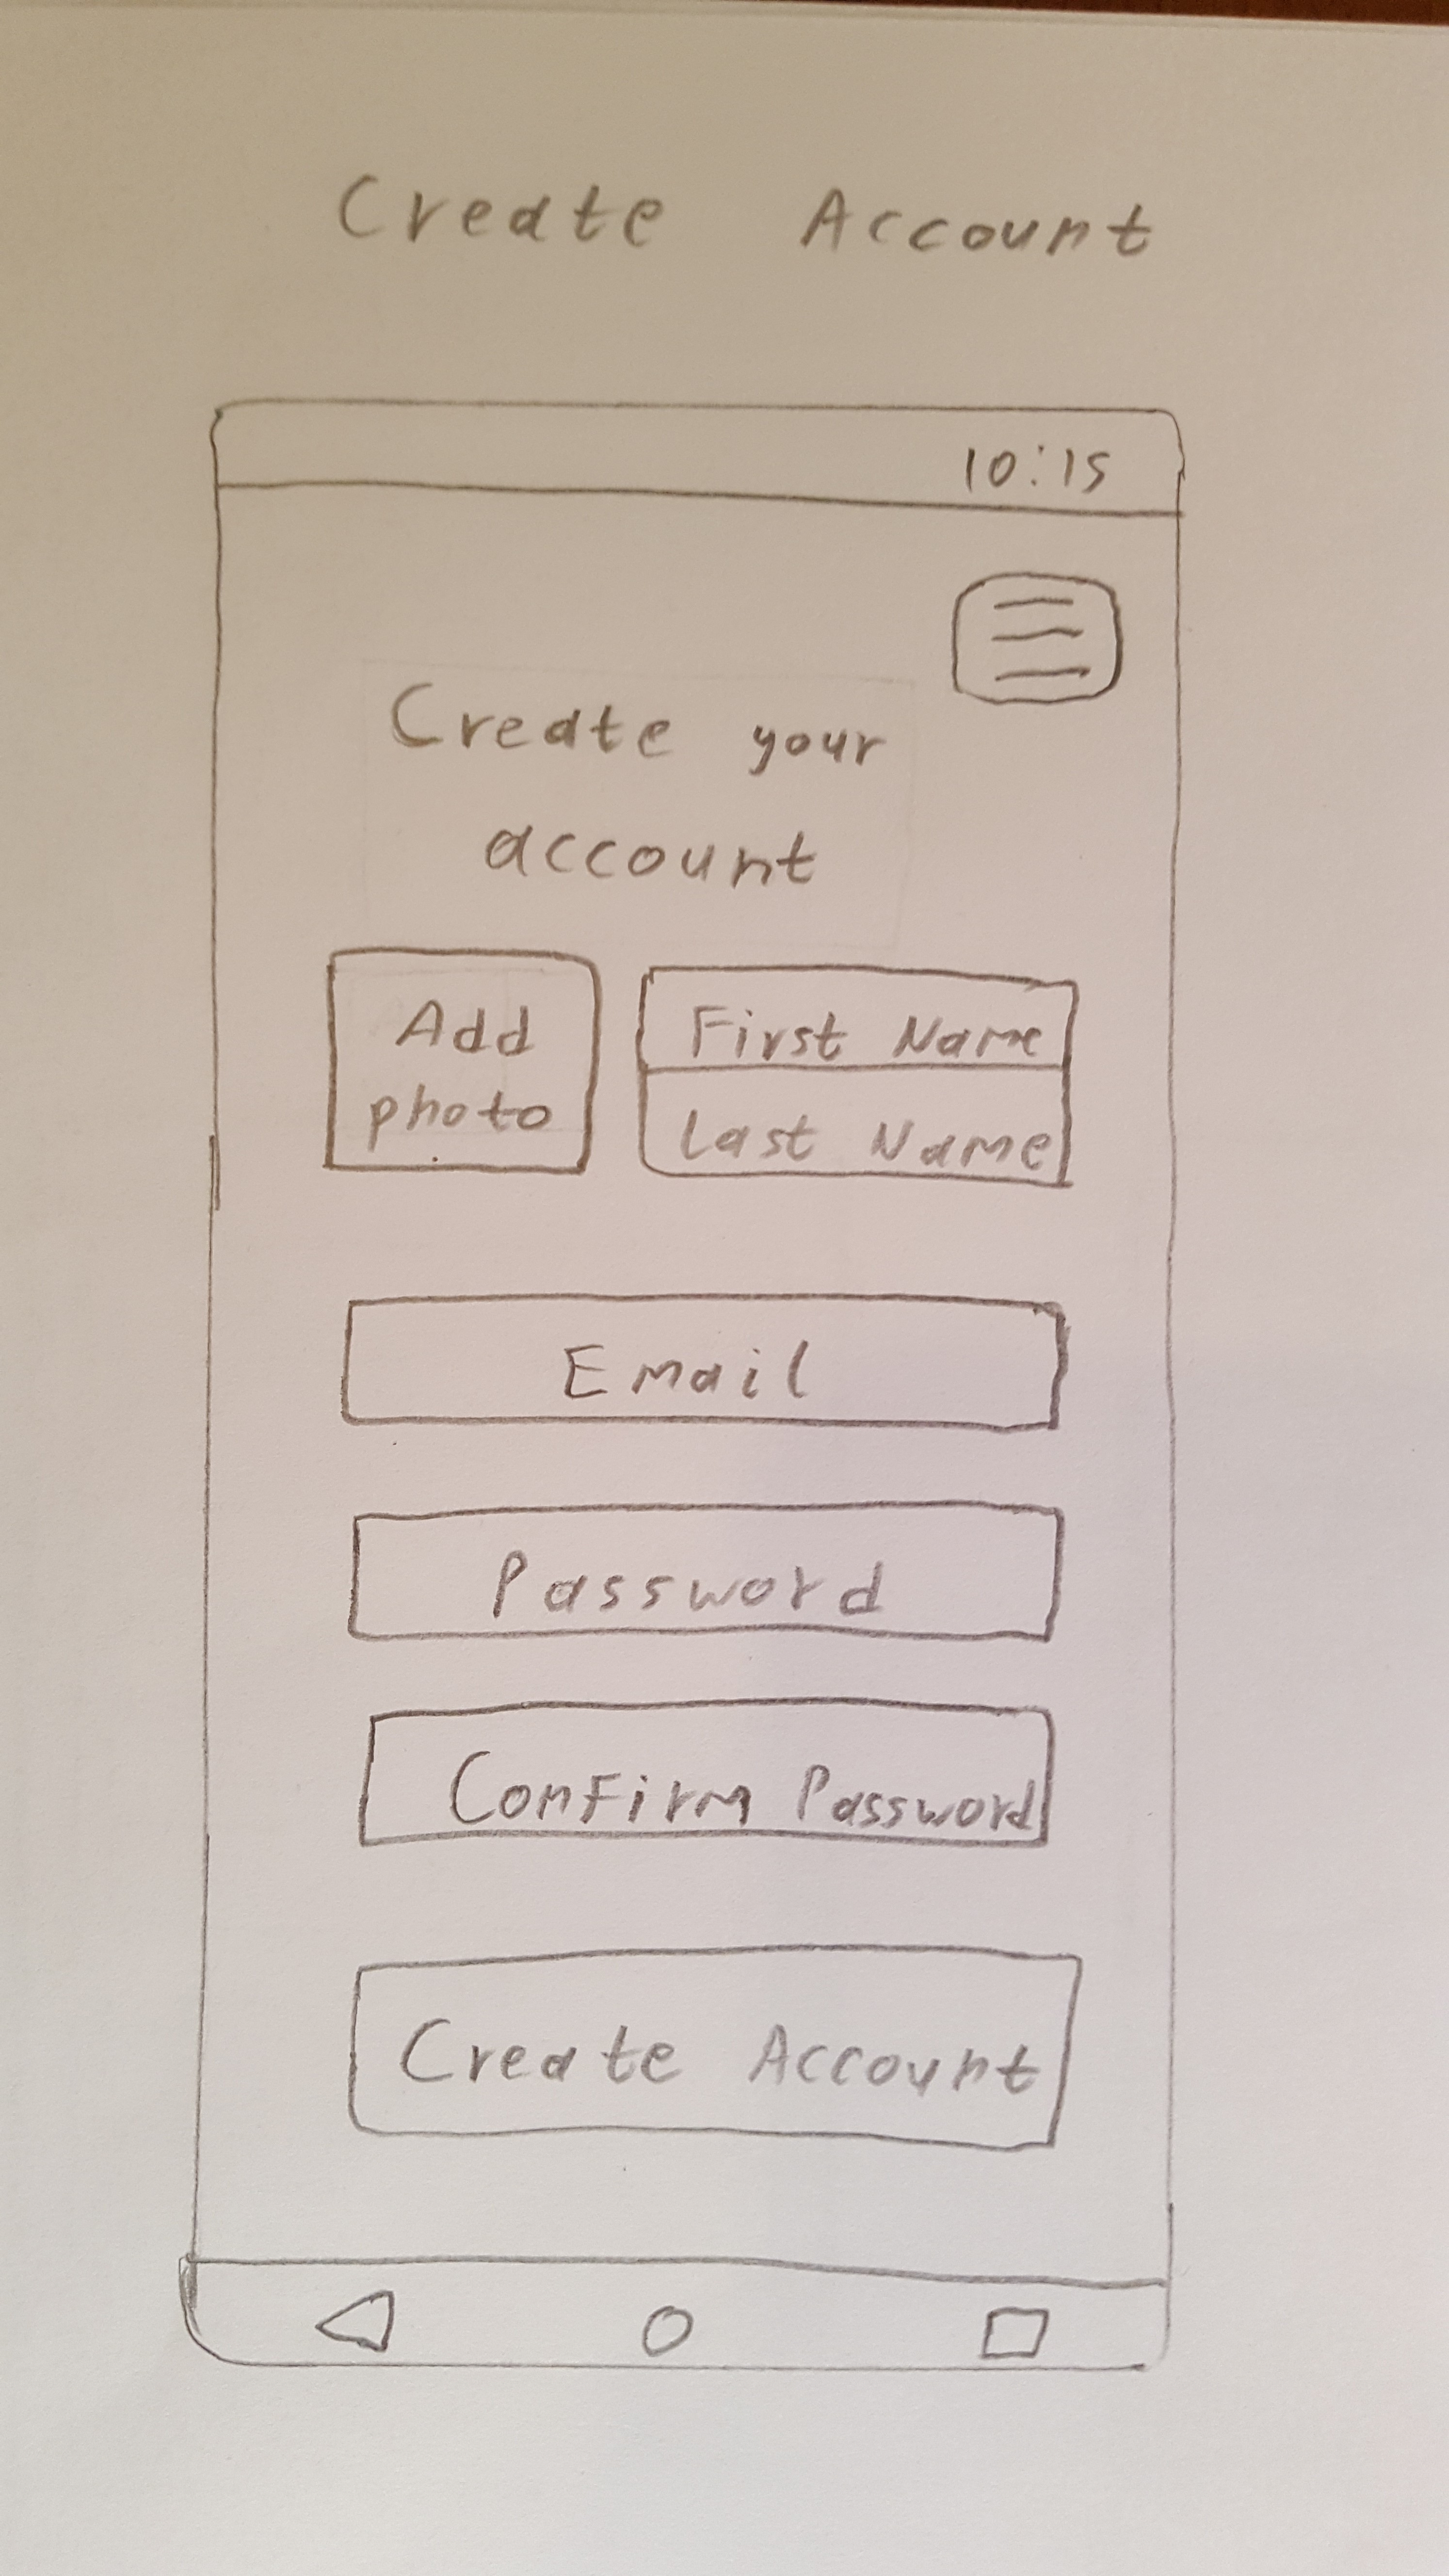 Create Account
10:15
Create your
account
Add
photo
First Name
Last Name
Email
Password
Confirm Password
Create Account